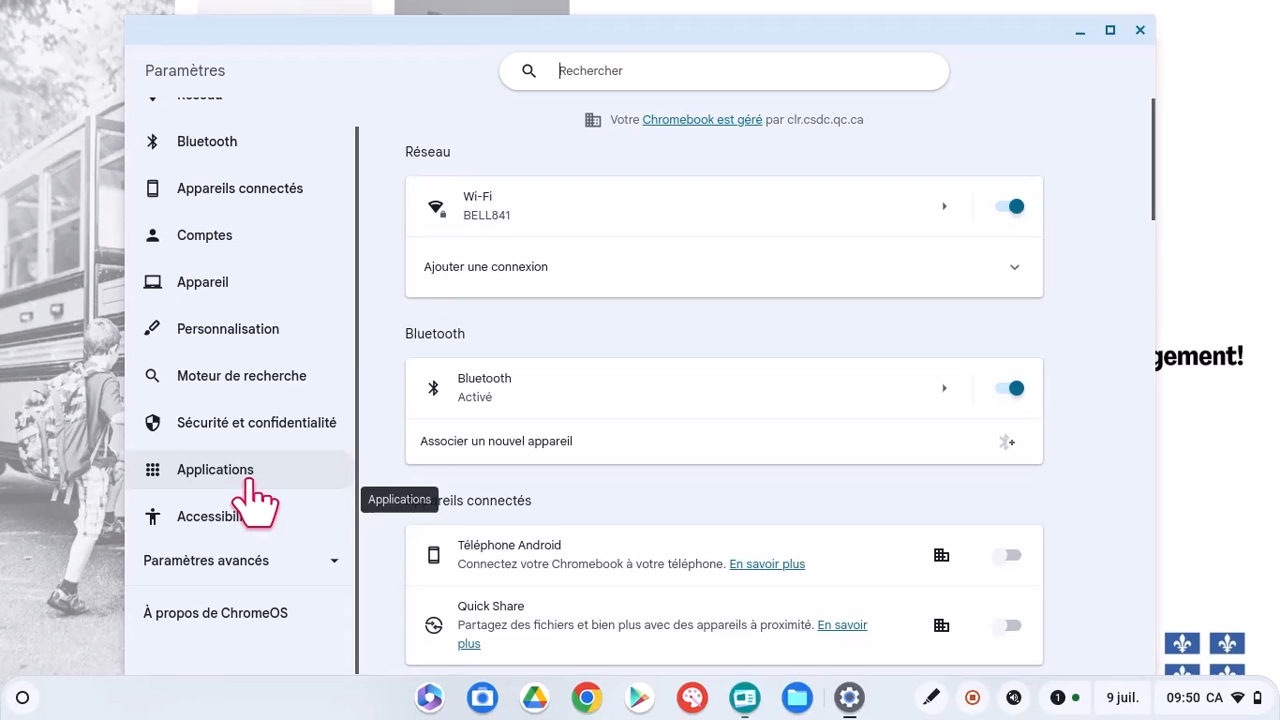 Paramètres
Rechercher
Réseau
Bluetooth
Appareils connectés
Comptes
Appareil
Personnalisation
Moteur de recherche
Sécurité et confidentialité
Applications
Paramètres avancés
À propos de ChromeOS
Applications
Votre Chromebook est géré par clr.csdc.qc.ca
Réseau
Wi-Fi
BELL841
Ajouter une connexion
Bluetooth
Bluetooth
Activé
Associer un nouvel appareil
connectés
Téléphone Android
Connectez votre Chromebook à votre téléphone. En savoir plus
Quick Share
Partagez des fichiers et bien plus avec des appareils à proximité. En savoir
plus
gement!
1
9 juil.
09:50 CA